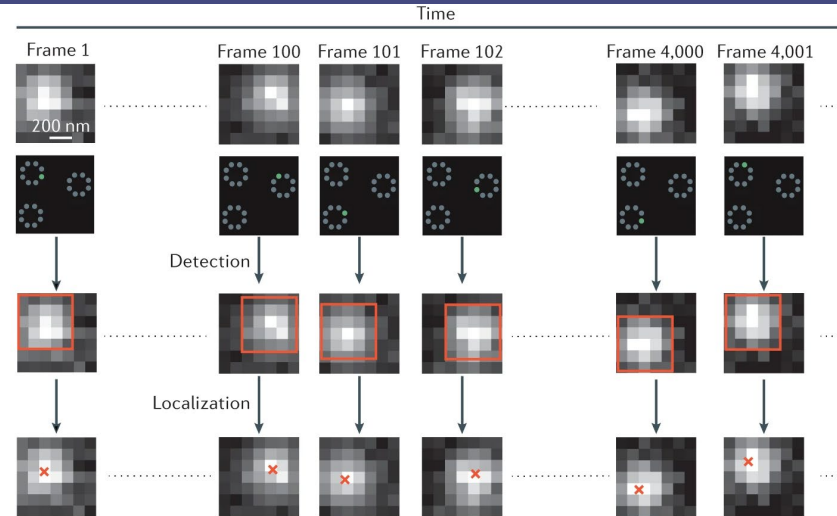 Time
Frame 1
Frame 100
Frame 101
Frame 102
Frame 4,000
Frame 4,001
200 nm
Detection
Localization